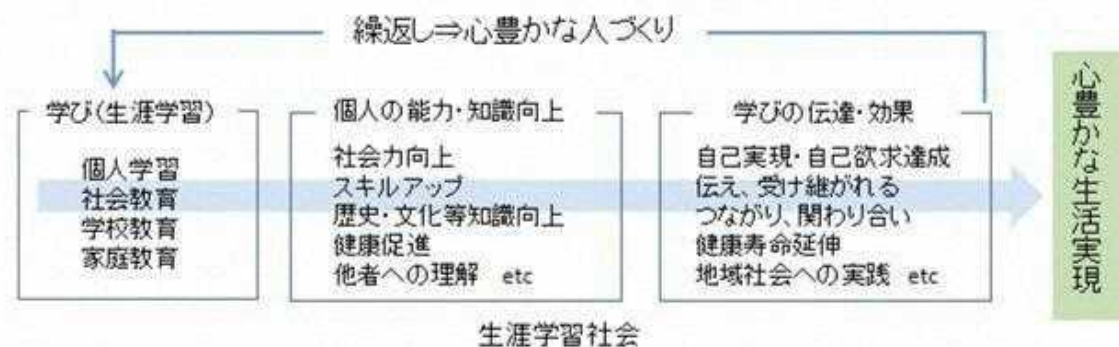 繰返し⇒心豊かな人づくり
学び(生涯学習)
個人学習
社会教育
学校教育
家庭教育
個人の能力・知識向上
社会力向上
スキルアップ
歴史・文化等知識向上
健康促進
他者への理解 etc
学びの伝達・効果
自己実現・自己欲求達成
伝え、受け継がれる
つながり、関わり合い
健康寿命延伸
地域社会への実践 etc
心豊かな生活実現
生涯学習社会